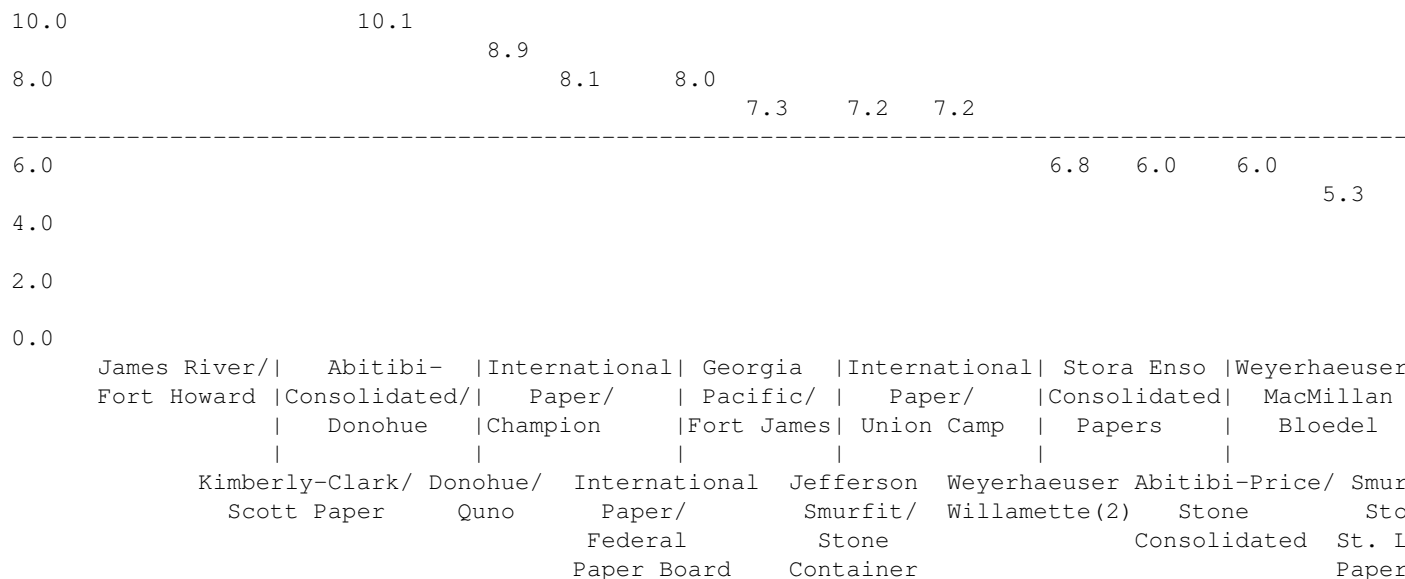 10.0 10.1
8.9
8.0 8.1 8.0
7.3 7.2 7.2
----------------------------------------------------------------------------------------------------
6.0 6.8 6.0 6.0
5.3
4.0
2.0
0.0
James River/| Abitibi- |International| Georgia |International| Stora Enso |Weyerhaeuser
Fort Howard |Consolidated/| Paper/ | Pacific/ | Paper/ |Consolidated| MacMillan
| Donohue |Champion |Fort James| Union Camp | Papers | Bloedel
| | | | | |
Kimberly-Clark/ Donohue/ International Jefferson Weyerhaeuser Abitibi-Price/ Smur
Scott Paper Quno Paper/ Smurfit/ Willamette(2) Stone Sto
Federal Stone Consolidated St. L
Paper Board Container Paper